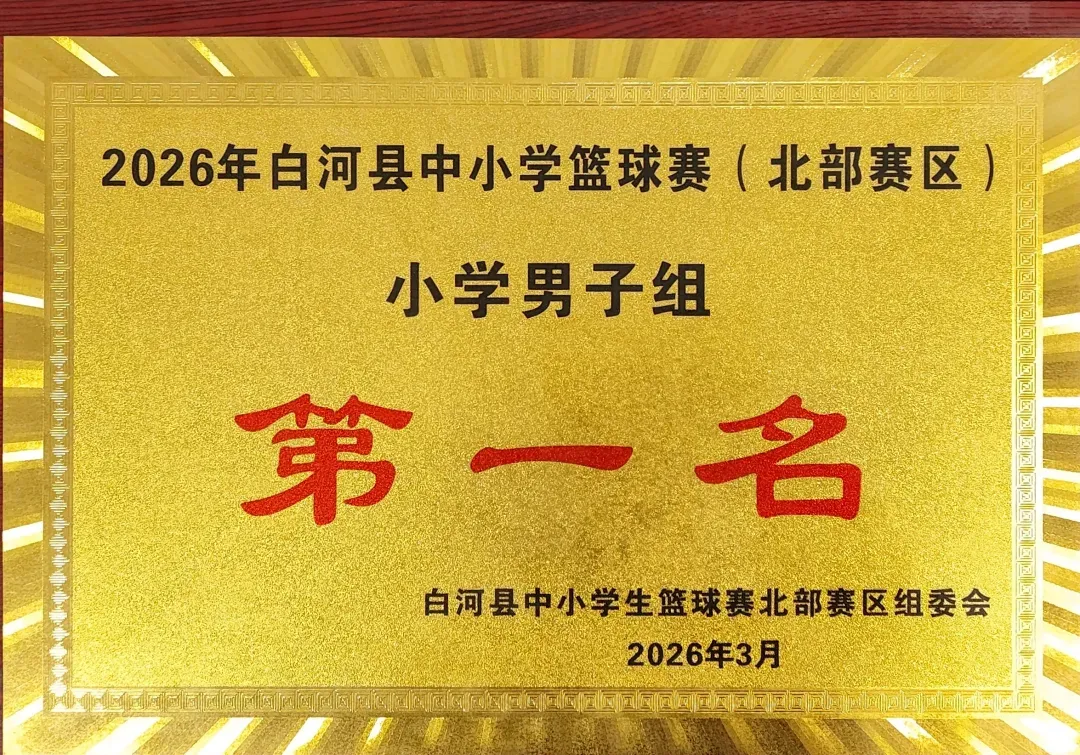 2026年白河县中小学篮球赛（北部赛区）
小学男子组
第一名
白河县中小学生篮球赛北部赛区组委会
2026年3月